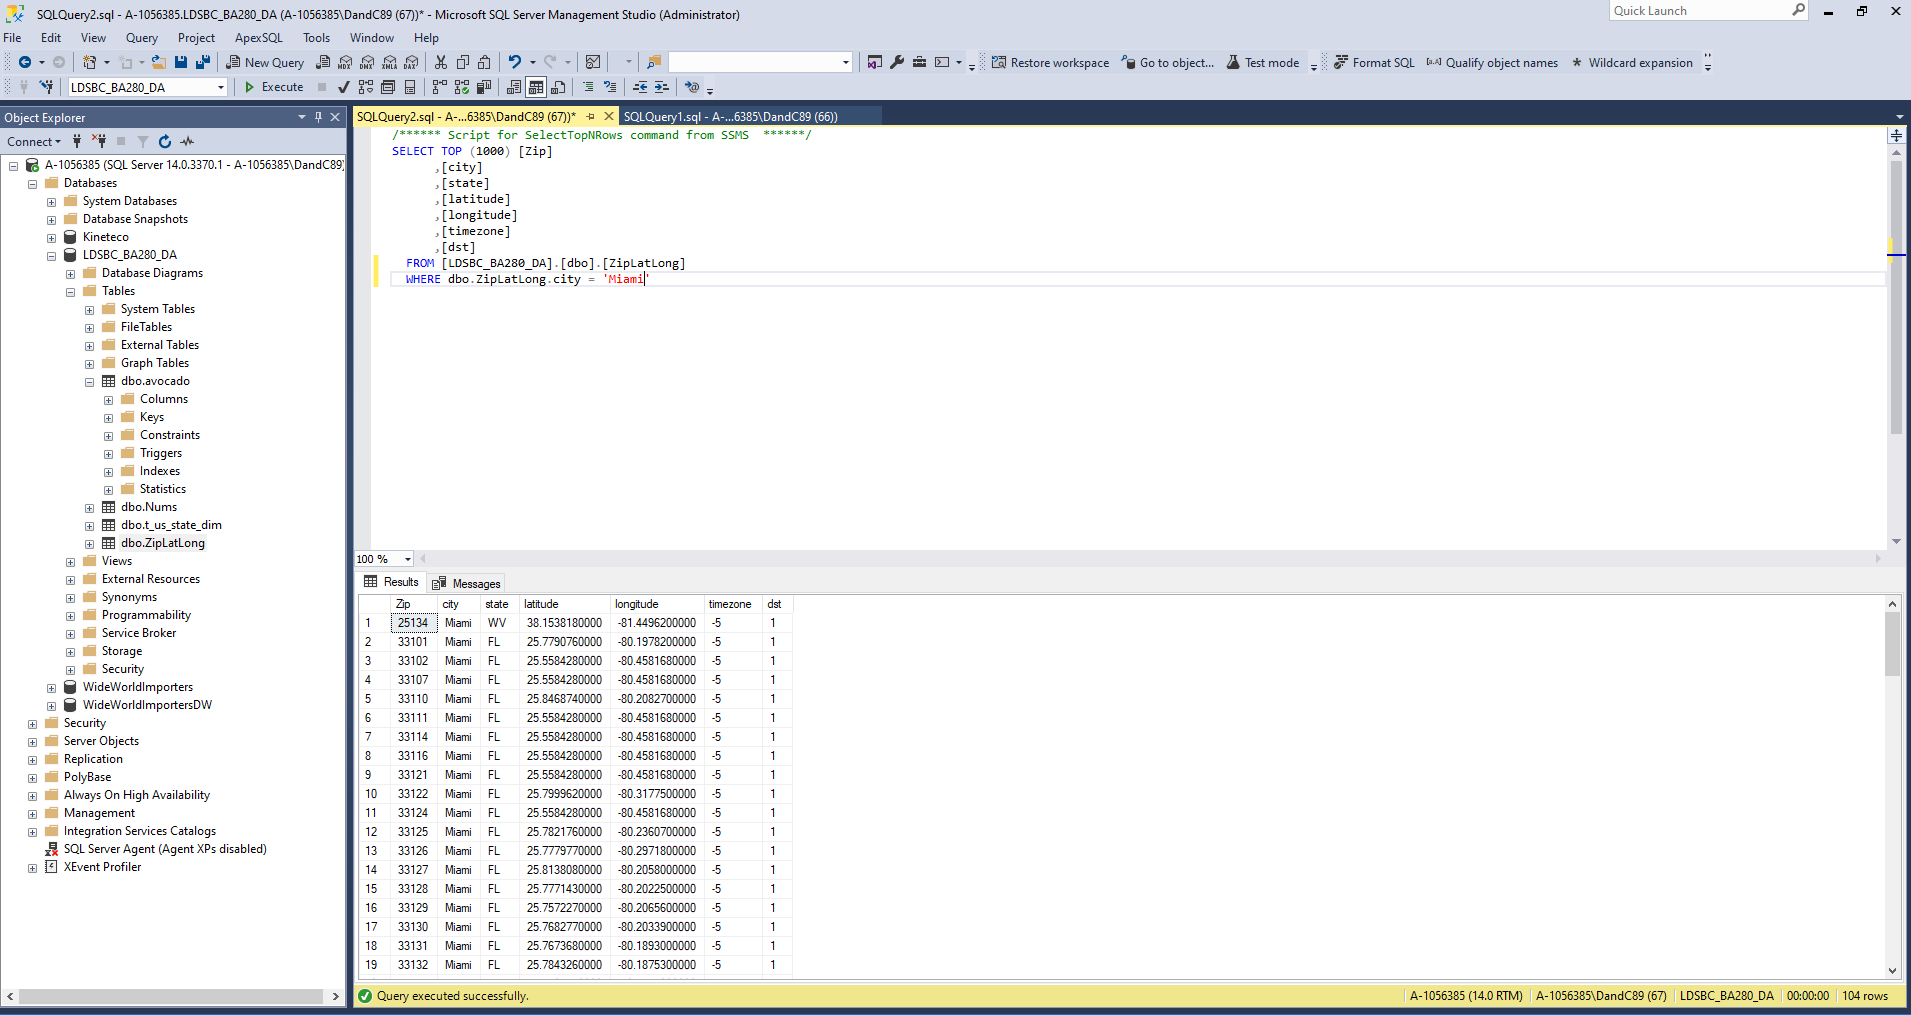 SQLQuery2.sql - A-1056385.LDSBC_BA280_DA (A-1056385\DandC89 (67))* - Microsoft SQL Server Management Studio (Administrator)
Quick Launch
File Edit View Query Project ApexSQL Tools Window Help
New Query
MDX DMX XMLA DAX
Restore workspace Go to object... Test mode Format SQL Qualify object names Wildcard expansion
LDSBC_BA280_DA Execute
Object Explorer
Connect
A-1056385 (SQL Server 14.0.3370.1 - A-1056385\DandC89)
Databases
System Databases
Database Snapshots
Kineteco
LDSBC_BA280_DA
Database Diagrams
Tables
System Tables
FileTables
External Tables
Graph Tables
dbo.avocado
Columns
Keys
Constraints
Triggers
Indexes
Statistics
dbo.Nums
dbo.t_us_state_dim
dbo.ZipLatLong
Views
External Resources
Synonyms
Programmability
Service Broker
Storage
Security
WideWorldImporters
WideWorldImportersDW
Security
Server Objects
Replication
PolyBase
Always On High Availability
Management
Integration Services Catalogs
SQL Server Agent (Agent XPs disabled)
XEvent Profiler
SQLQuery2.sql - A-...6385\DandC89 (67))* SQLQuery1.sql - A-...6385\DandC89 (66))
/****** Script for SelectTopNRows command from SSMS ******/
SELECT TOP (1000) [Zip]
,[city]
,[state]
,[latitude]
,[longitude]
,[timezone]
,[dst]
FROM [LDSBC_BA280_DA].[dbo].[ZipLatLong]
WHERE dbo.ZipLatLong.city = 'Miami'
100 %
Results Messages
Zip city state latitude longitude timezone dst
1 25134 Miami WV 38.1538180000 -81.4496200000 -5 1
2 33101 Miami FL 25.7790760000 -80.1978200000 -5 1
3 33102 Miami FL 25.5584280000 -80.4581680000 -5 1
4 33107 Miami FL 25.5584280000 -80.4581680000 -5 1
5 33110 Miami FL 25.8468740000 -80.2082700000 -5 1
6 33111 Miami FL 25.5584280000 -80.4581680000 -5 1
7 33114 Miami FL 25.5584280000 -80.4581680000 -5 1
8 33116 Miami FL 25.5584280000 -80.4581680000 -5 1
9 33121 Miami FL 25.5584280000 -80.4581680000 -5 1
10 33122 Miami FL 25.7999620000 -80.3177500000 -5 1
11 33124 Miami FL 25.5584280000 -80.4581680000 -5 1
12 33125 Miami FL 25.7821760000 -80.2360700000 -5 1
13 33126 Miami FL 25.7779770000 -80.2971800000 -5 1
14 33127 Miami FL 25.8138080000 -80.2058000000 -5 1
15 33128 Miami FL 25.7771430000 -80.2022500000 -5 1
16 33129 Miami FL 25.7572270000 -80.2065600000 -5 1
17 33130 Miami FL 25.7682770000 -80.2033900000 -5 1
18 33131 Miami FL 25.7673680000 -80.1893000000 -5 1
19 33132 Miami FL 25.7843260000 -80.1875300000 -5 1
Query executed successfully. A-1056385 (14.0 RTM) A-1056385\DandC89 (67) LDSBC_BA280_DA 00:00:00 104 rows